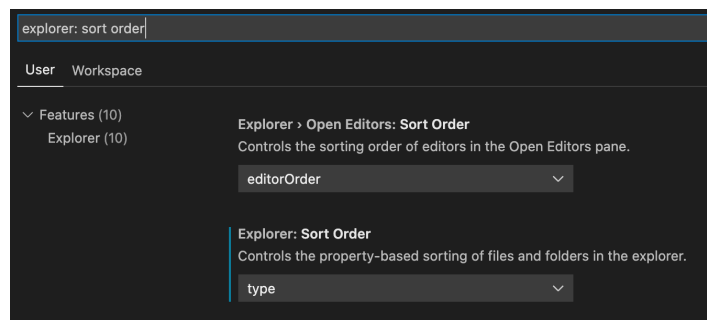 explorer: sort order
User Workspace
Features (10)
Explorer (10)
Explorer › Open Editors: Sort Order
Controls the sorting order of editors in the Open Editors pane.
editorOrder
Explorer: Sort Order
Controls the property-based sorting of files and folders in the explorer.
type